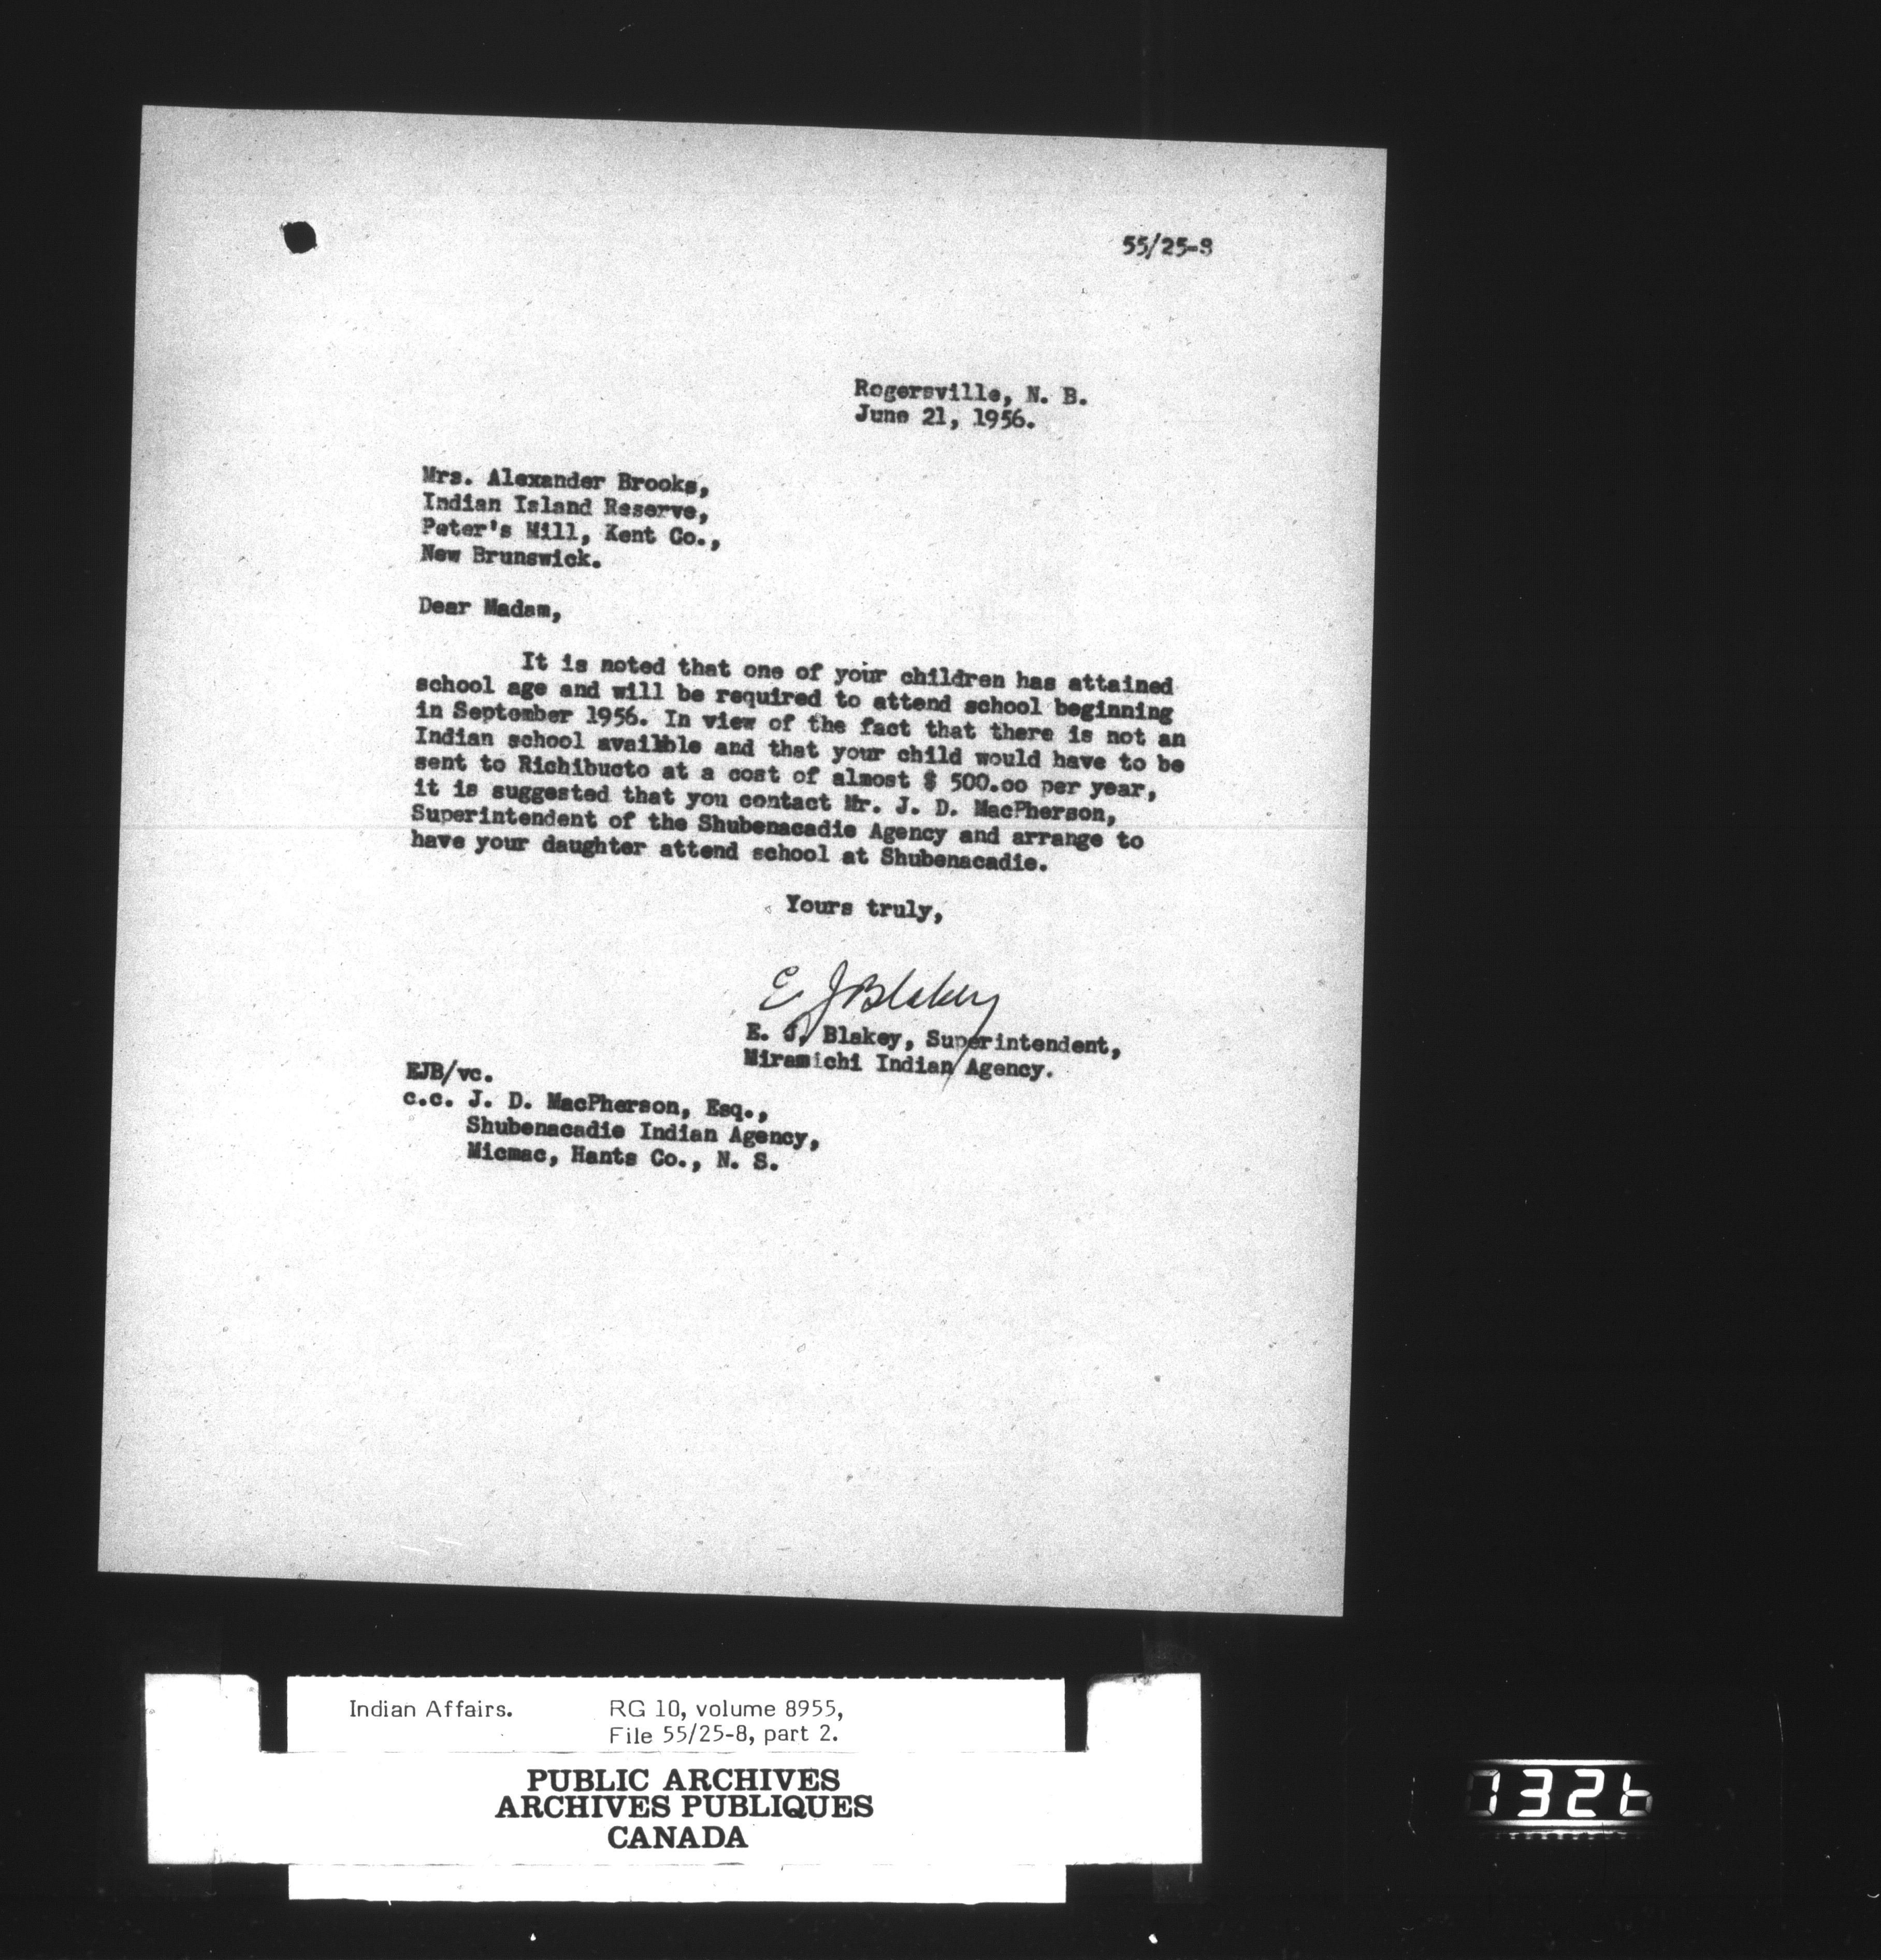 55/25-8
Rogersville, N. B.
June 21, 1956.
Mrs. Alexander Brooks,
Indian Island Reserve,
Peter's Mill, Kent Co.,
New Brunswick.
Dear Madam,
It is noted that one of your children has attained
school age and will be required to attend school beginning
in September 1956. In view of the fact that there is not an
Indian school availble and that your child would have to be
sent to Richibucto at a cost of almost $ 500.oo per year,
it is suggested that you contact Mr. J. D. MacPherson,
Superintendent of the Shubenacadie Agency and arrange to
have your daughter attend school at Shubenacadie.
Yours truly,
E J Blakey
E. J. Blakey, Superintendent,
Miramichi Indian Agency.
EJB/vc.
c.c. J. D. MacPherson, Esq.,
Shubenacadie Indian Agency,
Micmac, Hants Co., N. S.
Indian Affairs. RG 10, volume 8955,
File 55/25-8, part 2.
PUBLIC ARCHIVES
ARCHIVES PUBLIQUES
CANADA